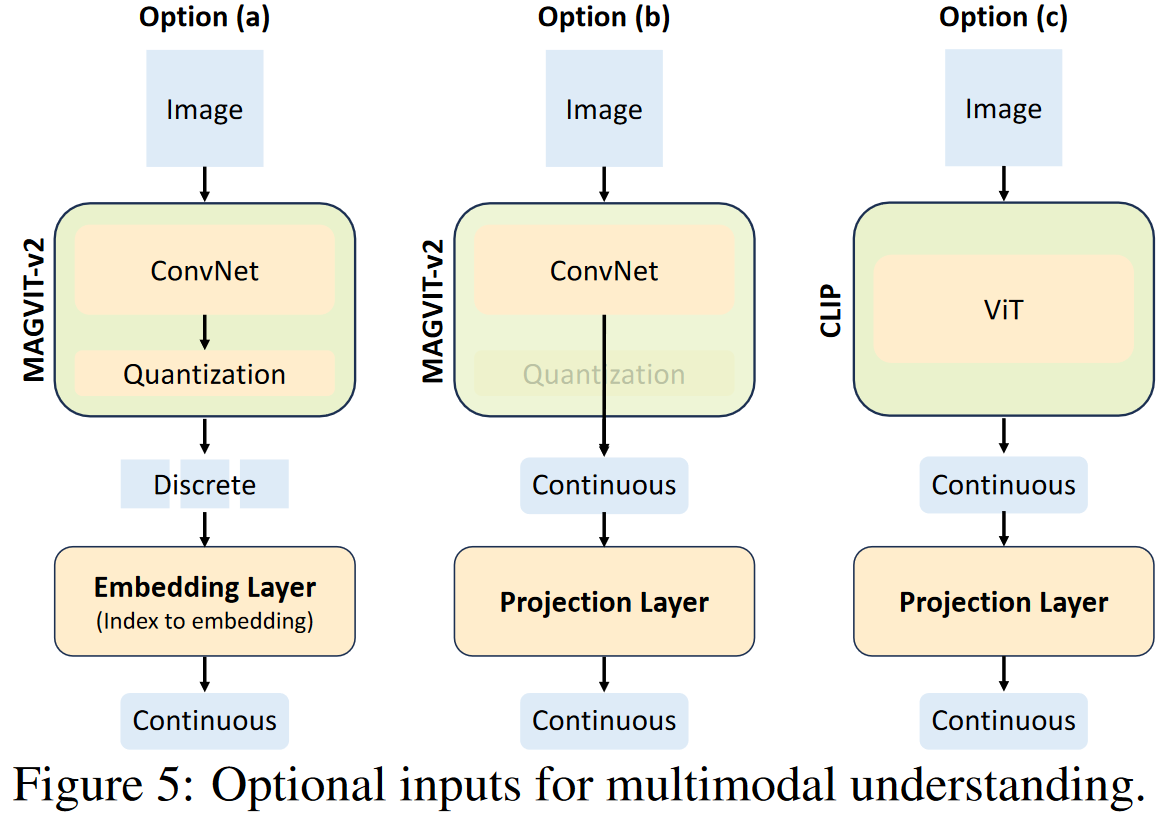 Option (a)
Image
MAGVIT-v2
ConvNet
Quantization
Discrete
Embedding Layer
(Index to embedding)
Continuous
Option (b)
Image
MAGVIT-v2
ConvNet
Quantization
Continuous
Projection Layer
Continuous
Option (c)
Image
CLIP
ViT
Continuous
Projection Layer
Continuous
Figure 5: Optional inputs for multimodal understanding.